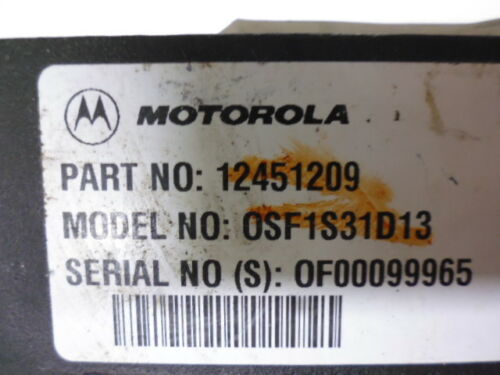 MOTOROLA
PART NO: 12451209
MODEL NO: OSF1S31D13
SERIAL NO (S): OF00099965